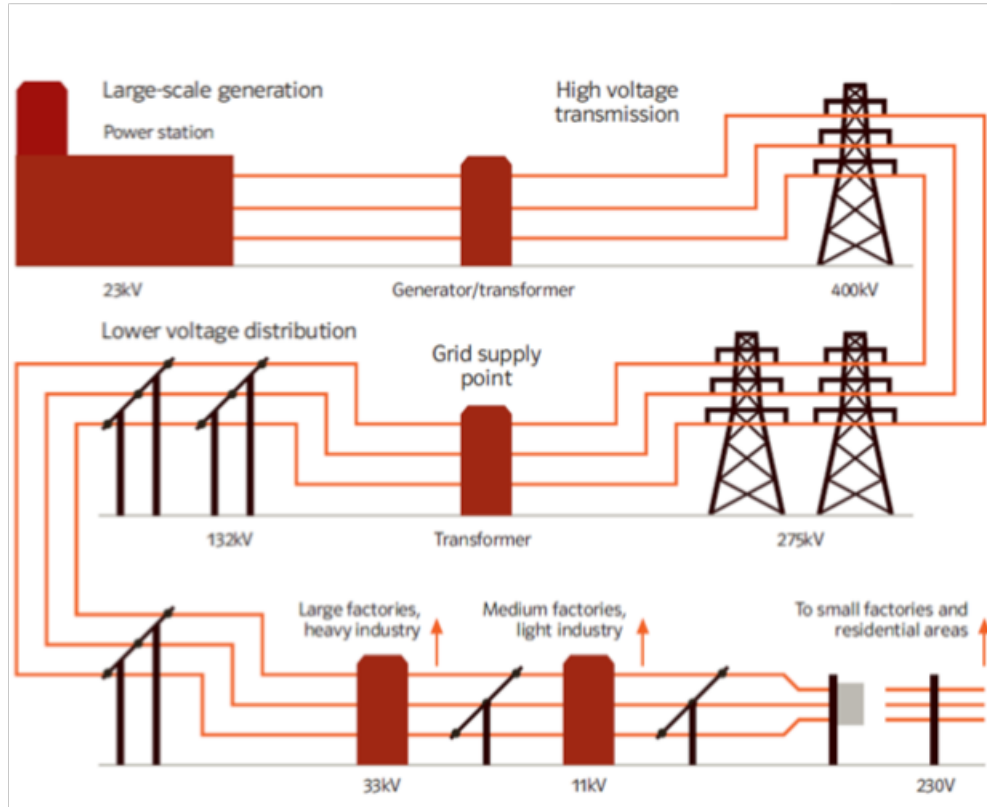 Large-scale generation
Power station
High voltage
transmission
23kV
Generator/transformer
400kV
Lower voltage distribution
Grid supply
point
132kV
Transformer
275kV
Large factories,
heavy industry
Medium factories,
light industry
To small factories and
residential areas
33kV
11kV
230V